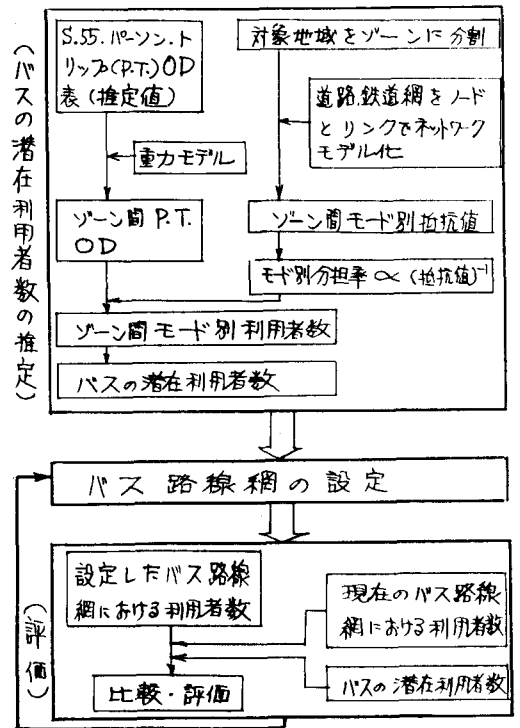 (バスの潜在利用者数の推定)
S.55.パーソン.ト
リップ(P.T.)OD
表(推定値)
対象地域をゾーンに分割
道路,鉄道網をノード
とリンクでネットワーク
モデル化
重力モデル
ゾーン間 P.T.
OD
ゾーン間モード別抵抗値
モード別分担率∝(抵抗値)⁻¹
ゾーン間モード別利用者数
バスの潜在利用者数
バス路線網の設定
(評価)
設定したバス路線
網における利用者数
現在のバス路線
網における利用者数
バスの潜在利用者数
比較・評価